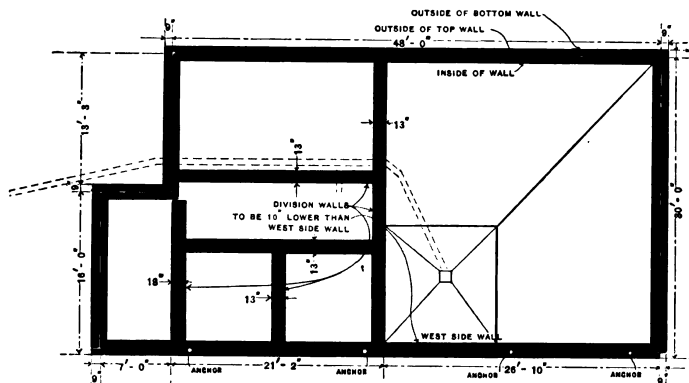 OUTSIDE OF BOTTOM WALL
9"
OUTSIDE OF TOP WALL
9"
48'-0"
INSIDE OF WALL
13'-3"
13"
13"
DIVISION WALLS
TO BE 10" LOWER THAN
WEST SIDE WALL
30'-0"
16'-0"
18"
13"
13"
WEST SIDE WALL
7'-0"
21'-2"
26'-10"
ANCHOR
ANCHOR
ANCHOR
ANCHOR
9"
9"